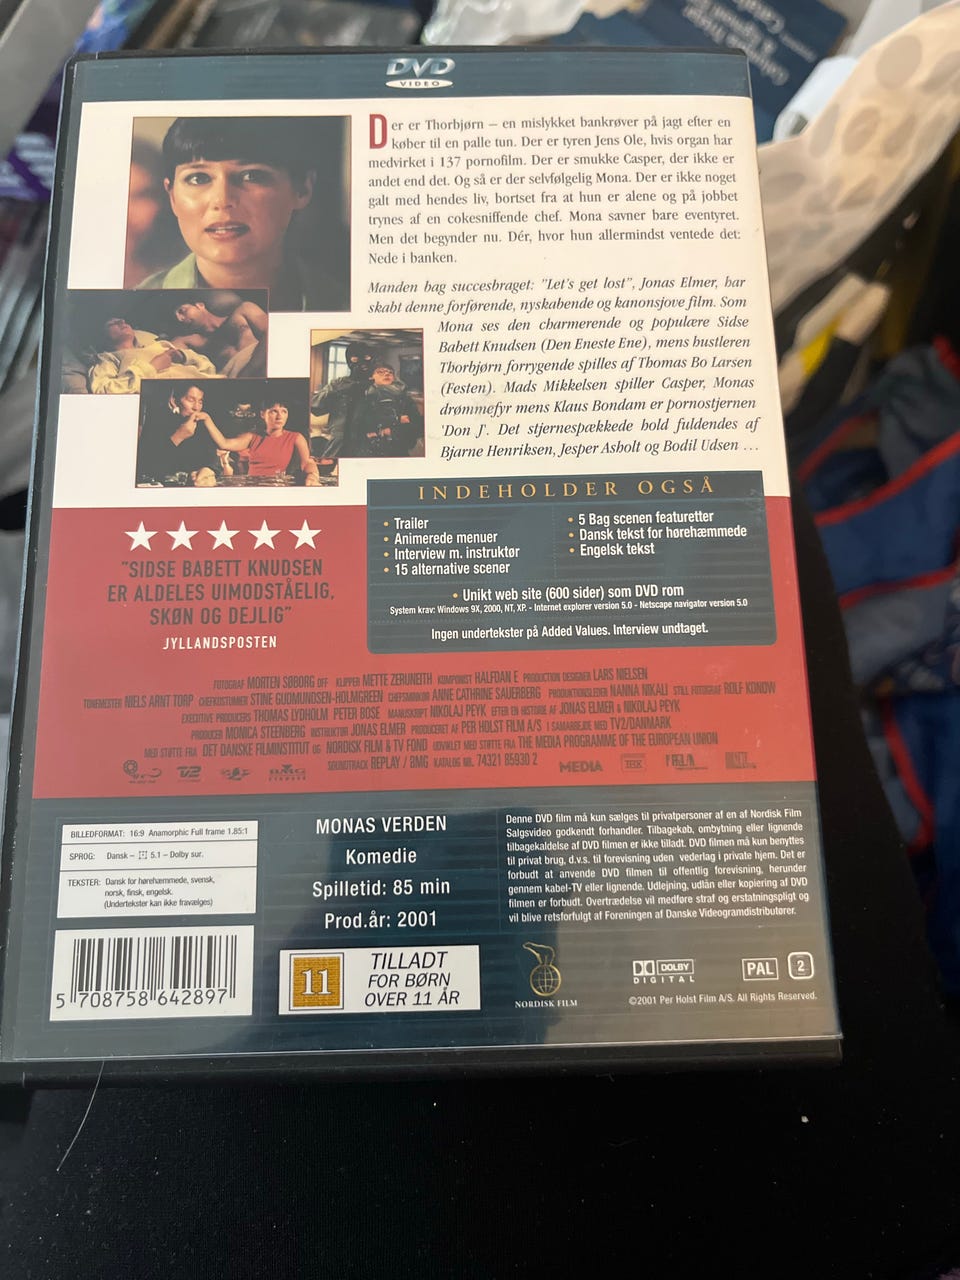 DVD
VIDEO
Der er Thorbjørn – en mislykket bankrøver på jagt efter en
køber til en palle tun. Der er tyren Jens Ole, hvis organ har
medvirket i 137 pornofilm. Der er smukke Casper, der ikke er
andet end det. Og så er der selvfølgelig Mona. Der er ikke noget
galt med hendes liv, bortset fra at hun er alene og på jobbet
trynes af en cokesniffende chef. Mona savner bare eventyret.
Men det begynder nu. Dér, hvor hun allermindst ventede det:
Nede i banken.
Manden bag succesbraget: "Let's get lost", Jonas Elmer, har
skabt denne forførende, nyskabende og kanonsjove film. Som
Mona ses den charmerende og populære Sidse
Babett Knudsen (Den Eneste Ene), mens hustleren
Thorbjørn forrygende spilles af Thomas Bo Larsen
(Festen). Mads Mikkelsen spiller Casper, Monas
drømmefyr mens Klaus Bondam er pornostjernen
'Don J'. Det stjernespækkede hold fuldendes af
Bjarne Henriksen, Jesper Asholt og Bodil Udsen ...
INDEHOLDER OGSÅ
• Trailer
• Animerede menuer
• Interview m. instruktør
• 15 alternative scener
• 5 Bag scenen featuretter
• Dansk tekst for hørehæmmede
• Engelsk tekst
• Unikt web site (600 sider) som DVD rom
System krav: Windows 9X, 2000, NT, XP. - Internet explorer version 5.0 - Netscape navigator version 5.0
Ingen undertekster på Added Values. Interview undtaget.
"SIDSE BABETT KNUDSEN
ER ALDELES UIMODSTÅELIG,
SKØN OG DEJLIG"
JYLLANDSPOSTEN
FOTOGRAF MORTEN SØBORG DFF KLIPPER METTE ZERUNEITH KOMPONIST HALFDAN E PRODUCTION DESIGNER LARS NIELSEN
TONEMESTER NIELS ARNT TORP CHEFKOSTUMIER STINE GUDMUNDSEN-HOLMGREEN CHEFSMINKØR ANNE CATHRINE SAUERBERG PRODUKTIONSLEDER NANNA NIKALI STILL FOTOGRAF ROLF KONOW
EXECUTIVE PRODUCERS THOMAS LYDHOLM PETER BOSE MANUSKRIPT NIKOLAJ PEYK EFTER EN HISTORIE AF JONAS ELMER & NIKOLAJ PEYK
PRODUCER MONICA STEENBERG INSTRUKTØR JONAS ELMER PRODUCERET AF PER HOLST FILM A/S I SAMARBEJDE MED TV2/DANMARK
MED STØTTE FRA DET DANSKE FILMINSTITUT OG NORDISK FILM & TV FOND UDVIKLET MED STØTTE FRA THE MEDIA PROGRAMME OF THE EUROPEAN UNION
SOUNDTRACK REPLAY / BMG KATALOG NR. 74321 85930 2
TV2
BMG
MEDIA
THX
BILLEDFORMAT: 16:9 Anamorphic Full frame 1.85:1
SPROG: Dansk – 5.1 – Dolby sur.
TEKSTER: Dansk for hørehæmmede, svensk,
norsk, finsk, engelsk.
(Undertekster kan ikke fravælges)
MONAS VERDEN
Komedie
Spilletid: 85 min
Prod.år: 2001
Denne DVD film må kun sælges til privatpersoner af en af Nordisk Film
Salgsvideo godkendt forhandler. Tilbagekøb, ombytning eller lignende
tilbagekaldelse af DVD filmen er ikke tilladt. DVD filmen må kun benyttes
til privat brug, d.v.s. til forevisning uden vederlag i private hjem. Det er
forbudt at anvende DVD filmen til offentlig forevisning, herunder
gennem kabel-TV eller lignende. Udlejning, udlån eller kopiering af DVD
filmen er forbudt. Overtrædelse vil medføre straf og erstatningspligt og
vil blive retsforfulgt af Foreningen af Danske Videogramdistributører.
5 708758 642897
11
TILLADT
FOR BØRN
OVER 11 ÅR
NORDISK FILM
DOLBY
DIGITAL
PAL
2
©2001 Per Holst Film A/S. All Rights Reserved.